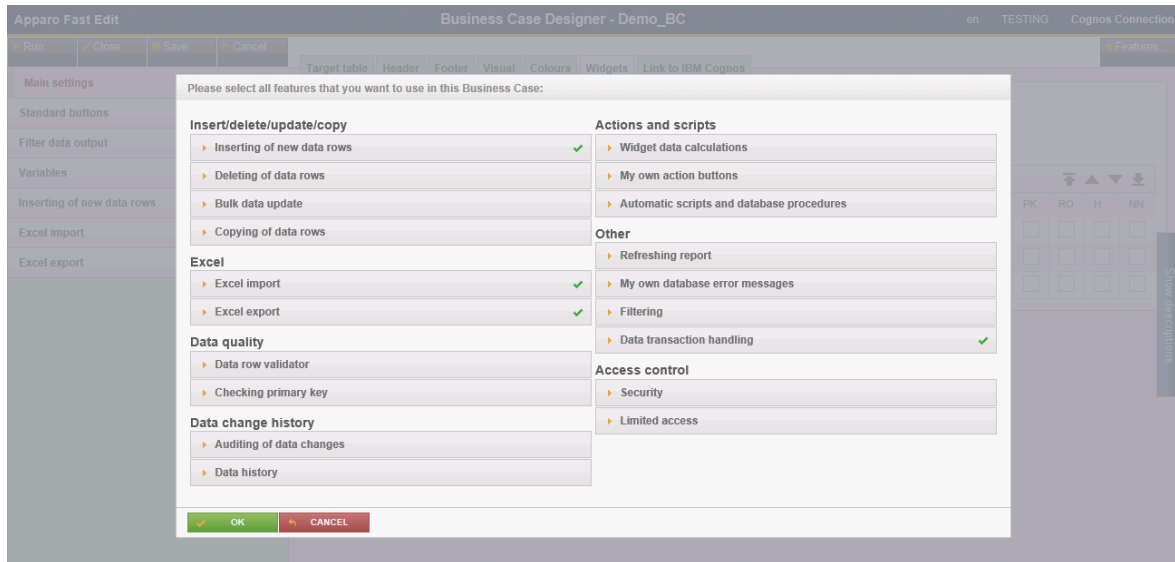 Apparo Fast Edit
Business Case Designer - Demo_BC
en TESTING Cognos Connection
Run Close Save Cancel
Features...
Target table Header Footer Visual Colours Widgets Link to IBM Cognos
Main settings
Standard buttons
Filter data output
Variables
Inserting of new data rows
Excel import
Excel export
PK RO H NN
Show descriptions
Please select all features that you want to use in this Business Case:
Insert/delete/update/copy
Inserting of new data rows
Deleting of data rows
Bulk data update
Copying of data rows
Excel
Excel import
Excel export
Data quality
Data row validator
Checking primary key
Data change history
Auditing of data changes
Data history
Actions and scripts
Widget data calculations
My own action buttons
Automatic scripts and database procedures
Other
Refreshing report
My own database error messages
Filtering
Data transaction handling
Access control
Security
Limited access
OK CANCEL